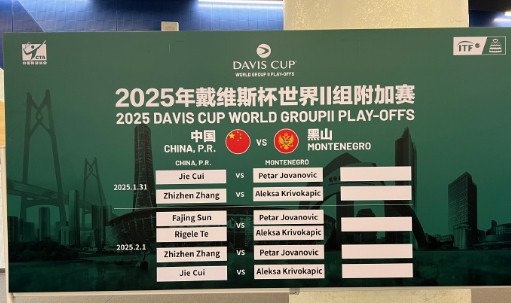 CTA
DAVIS CUP
WORLD GROUP II PLAY-OFFS
ITF
2025年戴维斯杯世界II组附加赛
2025 DAVIS CUP WORLD GROUPII PLAY-OFFS
中国 VS 黑山
CHINA, P.R. MONTENEGRO
CHINA, P.R. MONTENEGRO
2025.1.31
Jie Cui VS Petar Jovanovic
Zhizhen Zhang VS Aleksa Krivokapic
2025.2.1
Fajing Sun VS Petar Jovanovic
Rigele Te Aleksa Krivokapic
Zhizhen Zhang VS Petar Jovanovic
Jie Cui VS Aleksa Krivokapic